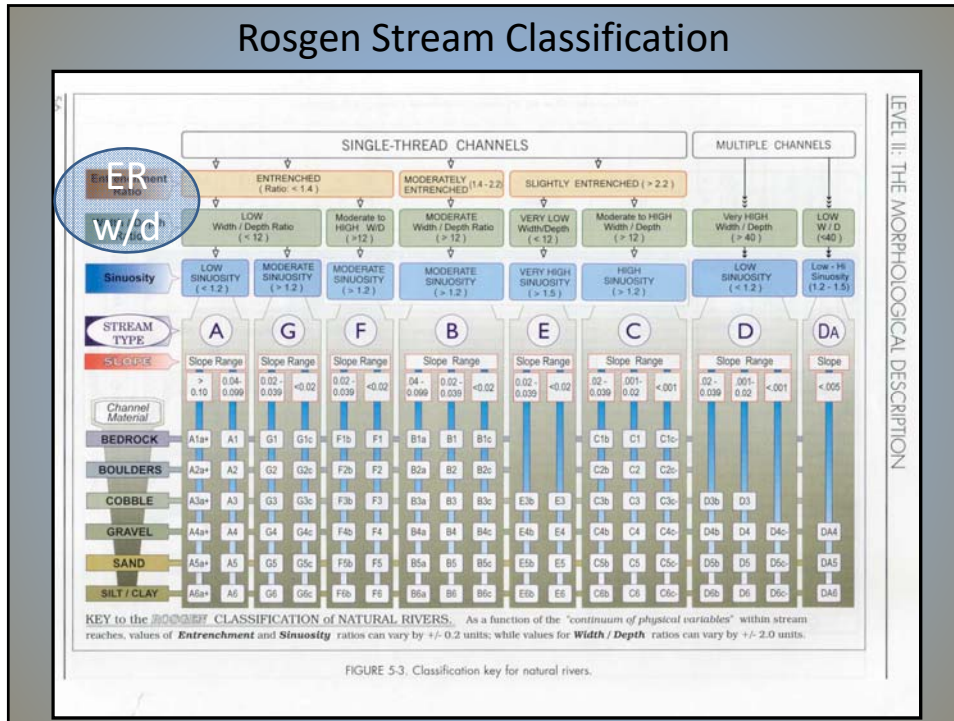 Rosgen Stream Classification
LEVEL II: THE MORPHOLOGICAL DESCRIPTION
SINGLE-THREAD CHANNELS
MULTIPLE CHANNELS
ER
w/d
Ratio
Ratio
ENTRENCHED
( Ratio: < 1.4 )
MODERATELY
ENTRENCHED (1.4 - 2.2)
SLIGHTLY ENTRENCHED ( > 2.2 )
LOW
Width / Depth Ratio
( < 12 )
Moderate to
HIGH W/D
( >12 )
MODERATE
Width / Depth Ratio
( > 12 )
VERY LOW
Width/Depth
( < 12 )
Moderate to HIGH
Width / Depth
( > 12 )
Very HIGH
Width / Depth
( > 40 )
LOW
W / D
(<40 )
Sinuosity
LOW
SINUOSITY
( < 1.2 )
MODERATE
SINUOSITY
( > 1.2 )
MODERATE
SINUOSITY
( > 1.2 )
MODERATE
SINUOSITY
( > 1.2 )
VERY HIGH
SINUOSITY
( > 1.5 )
HIGH
SINUOSITY
( > 1.2 )
LOW
SINUOSITY
( < 1.2 )
Low - Hi
Sinuosity
(1.2 - 1.5)
STREAM
TYPE
A G F B E C D DA
SLOPE
Slope Range Slope Range Slope Range Slope Range Slope Range Slope Range Slope Range Slope
> 0.10 0.04-0.099 0.02 - 0.039 <0.02 0.02 - 0.039 <0.02 .04 - 0.099 0.02 - 0.039 <0.02 0.02 - 0.039 <0.02 .02 - 0.039 .001- 0.02 <.001 .02 - 0.039 .001- 0.02 <.001 <.005
Channel
Material
BEDROCK A1a+ A1 G1 G1c F1b F1 B1a B1 B1c C1b C1 C1c-
BOULDERS A2a+ A2 G2 G2c F2b F2 B2a B2 B2c C2b C2 C2c-
COBBLE A3a+ A3 G3 G3c F3b F3 B3a B3 B3c E3b E3 C3b C3 C3c- D3b D3
GRAVEL A4a+ A4 G4 G4c F4b F4 B4a B4 B4c E4b E4 C4b C4 C4c- D4b D4 D4c- DA4
SAND A5a+ A5 G5 G5c F5b F5 B5a B5 B5c E5b E5 C5b C5 C5c- D5b D5 D5c- DA5
SILT / CLAY A6a+ A6 G6 G6c F6b F6 B6a B6 B6c E6b E6 C6b C6 C6c- D6b D6 D6c- DA6
KEY to the ROSGEN CLASSIFICATION of NATURAL RIVERS. As a function of the "continuum of physical variables" within stream
reaches, values of Entrenchment and Sinuosity ratios can vary by +/- 0.2 units; while values for Width / Depth ratios can vary by +/- 2.0 units.
FIGURE 5-3. Classification key for natural rivers.